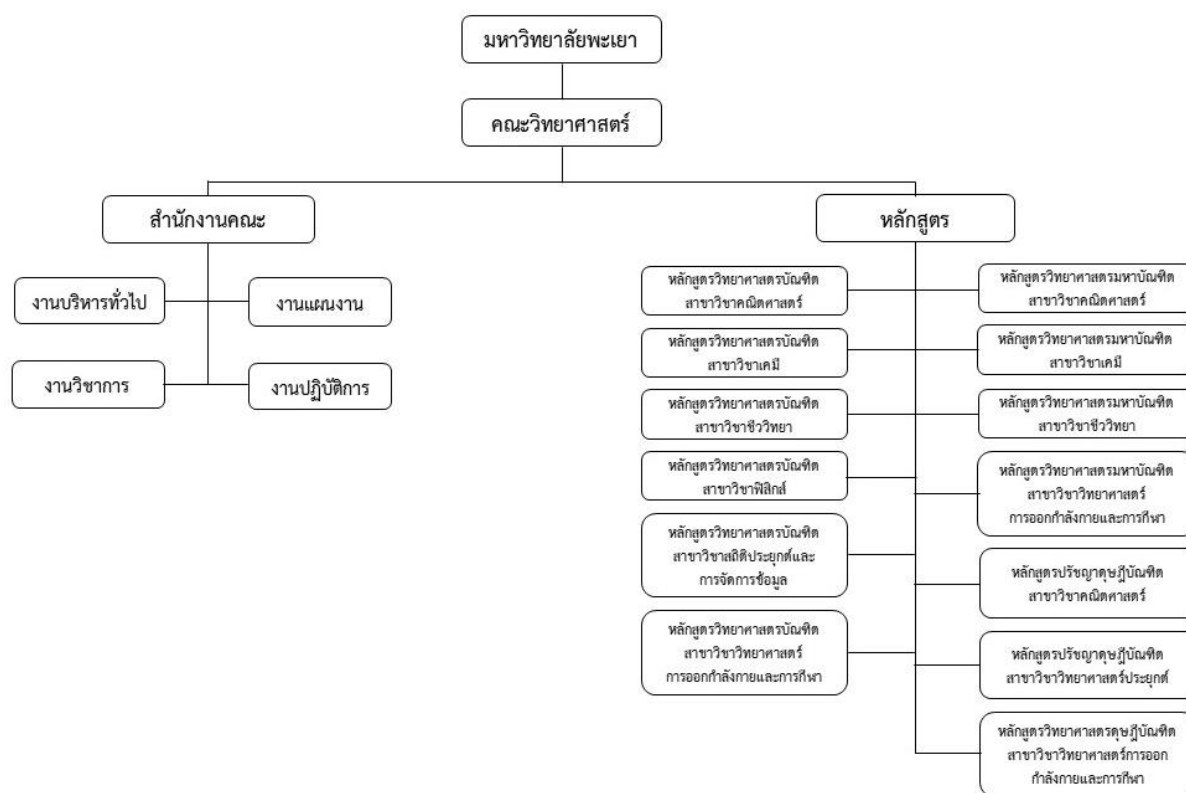 มหาวิทยาลัยพะเยา
คณะวิทยาศาสตร์
สำนักงานคณะ
หลักสูตร
งานบริหารทั่วไป
งานแผนงาน
งานวิชาการ
งานปฏิบัติการ
หลักสูตรวิทยาศาสตรบัณฑิต
สาขาวิชาคณิตศาสตร์
หลักสูตรวิทยาศาสตรบัณฑิต
สาขาวิชาเคมี
หลักสูตรวิทยาศาสตรบัณฑิต
สาขาวิชาชีววิทยา
หลักสูตรวิทยาศาสตรบัณฑิต
สาขาวิชาฟิสิกส์
หลักสูตรวิทยาศาสตรบัณฑิต
สาขาวิชาสถิติประยุกต์และ
การจัดการข้อมูล
หลักสูตรวิทยาศาสตรบัณฑิต
สาขาวิชาวิทยาศาสตร์
การออกกำลังกายและการกีฬา
หลักสูตรวิทยาศาสตรมหาบัณฑิต
สาขาวิชาคณิตศาสตร์
หลักสูตรวิทยาศาสตรมหาบัณฑิต
สาขาวิชาเคมี
หลักสูตรวิทยาศาสตรมหาบัณฑิต
สาขาวิชาชีววิทยา
หลักสูตรวิทยาศาสตรมหาบัณฑิต
สาขาวิชาวิทยาศาสตร์
การออกกำลังกายและการกีฬา
หลักสูตรปรัชญาดุษฎีบัณฑิต
สาขาวิชาคณิตศาสตร์
หลักสูตรปรัชญาดุษฎีบัณฑิต
สาขาวิชาวิทยาศาสตร์ประยุกต์
หลักสูตรวิทยาศาสตรดุษฎีบัณฑิต
สาขาวิชาวิทยาศาสตร์การออก
กำลังกายและการกีฬา